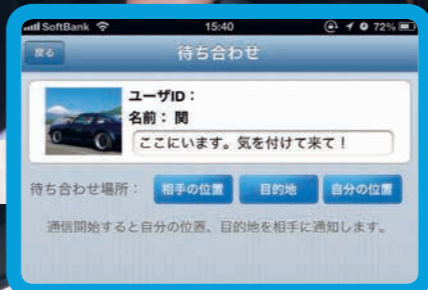 SoftBank 15:40 72%
戻る 待ち合わせ
ユーザID：
名前：関
ここにいます。気を付けて来て！
待ち合わせ場所： 相手の位置 目的地 自分の位置
通信開始すると自分の位置、目的地を相手に通知します。